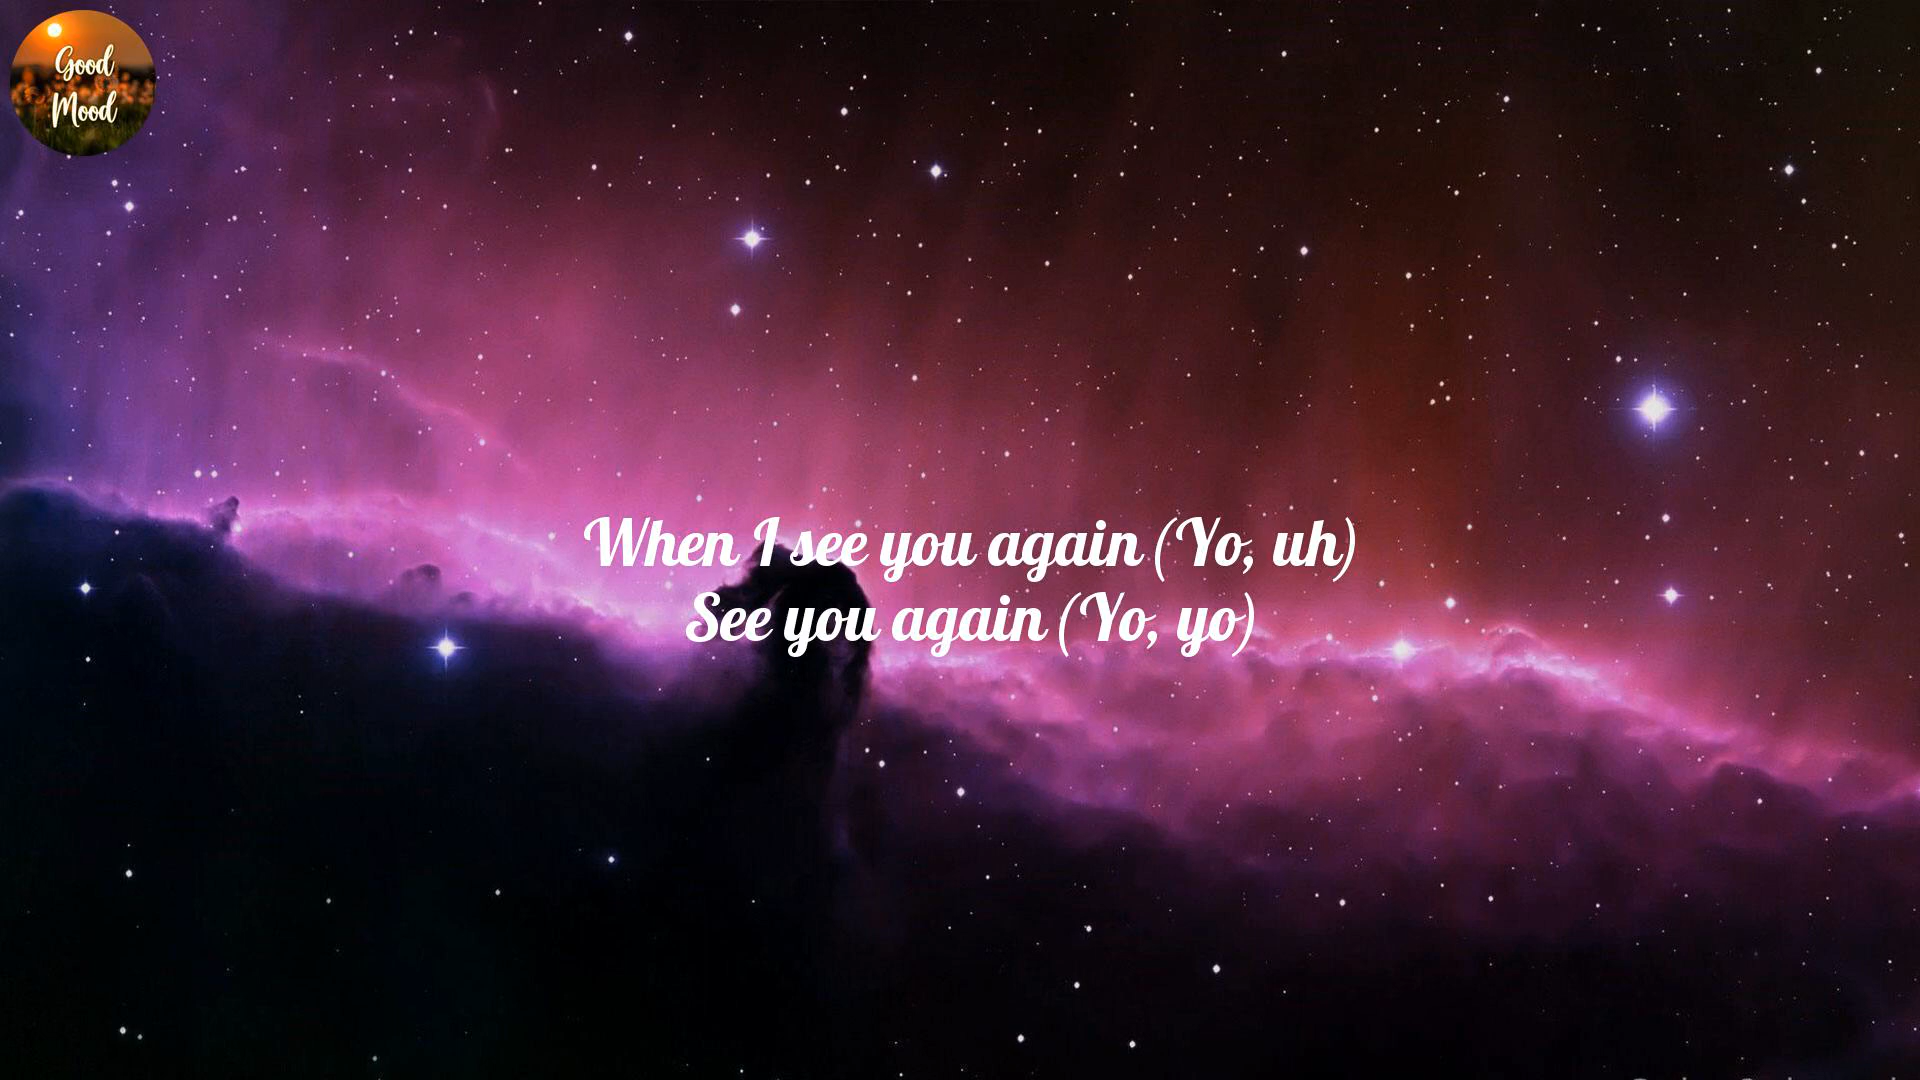 Good
Mood
When I see you again (Yo, uh)
See you again (Yo, yo)